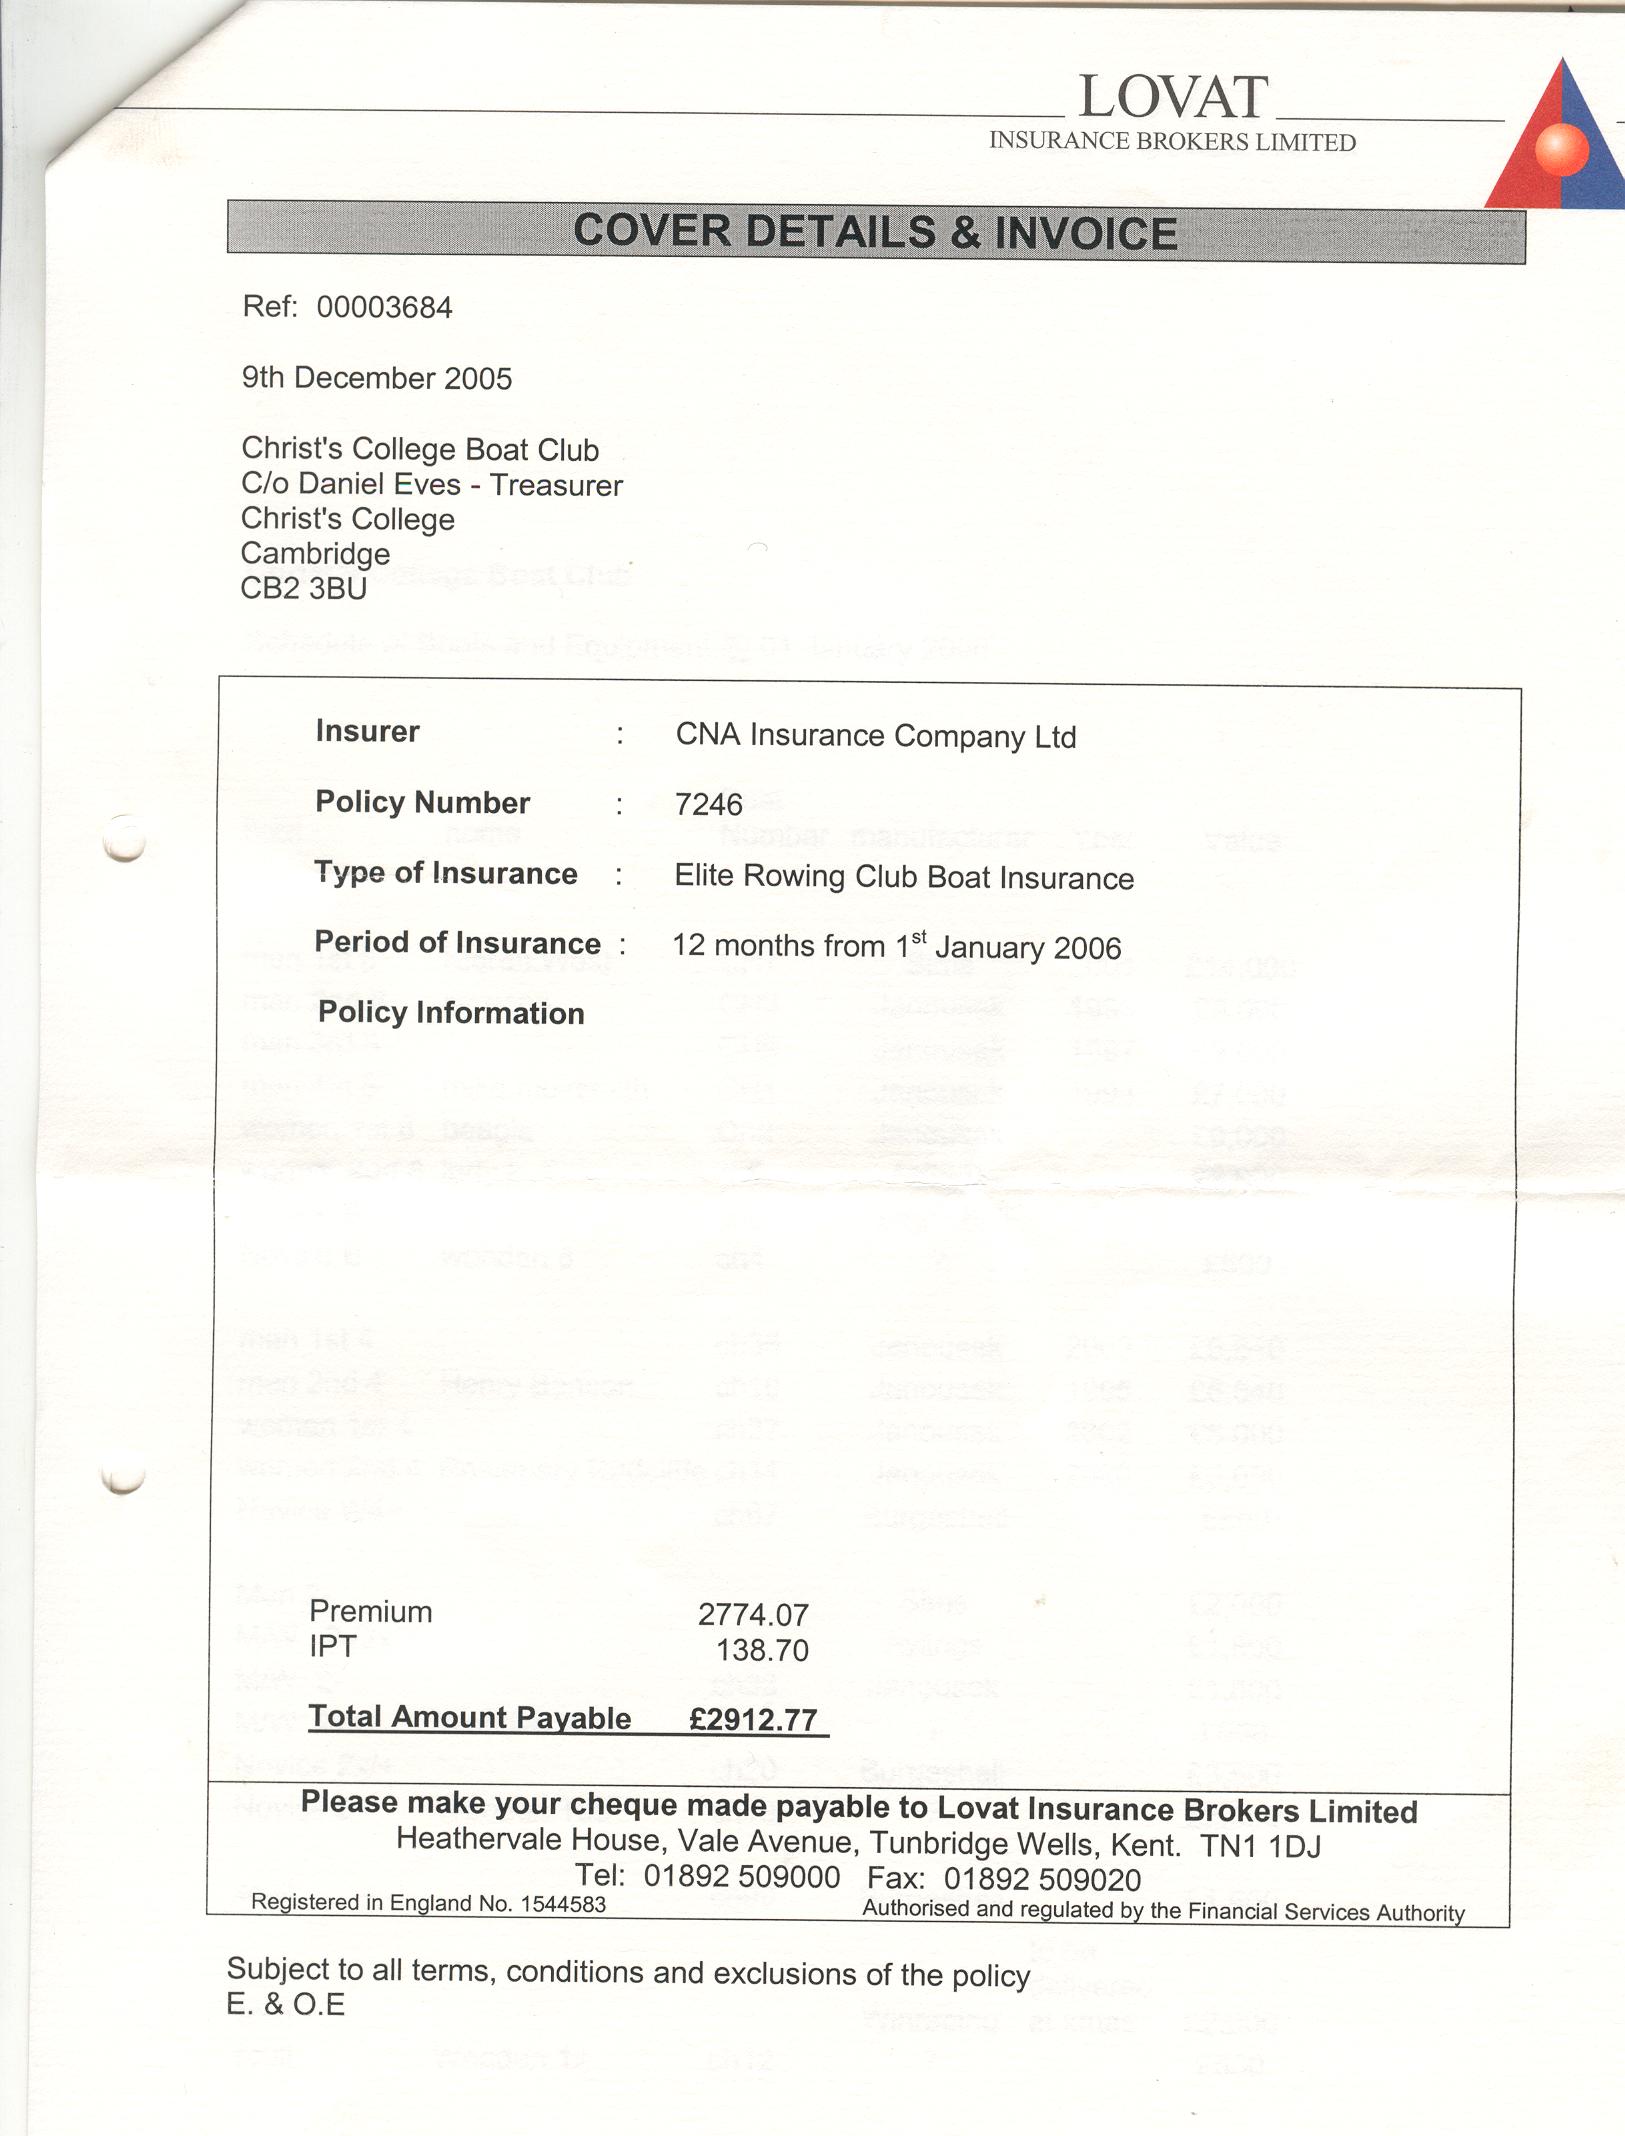 LOVAT
INSURANCE BROKERS LIMITED
COVER DETAILS & INVOICE
Ref: 00003684
9th December 2005
Christ's College Boat Club
C/o Daniel Eves - Treasurer
Christ's College
Cambridge
CB2 3BU
Insurer : CNA Insurance Company Ltd
Policy Number : 7246
Type of Insurance : Elite Rowing Club Boat Insurance
Period of Insurance : 12 months from 1st January 2006
Policy Information
Premium 2774.07
IPT 138.70
Total Amount Payable £2912.77
Please make your cheque made payable to Lovat Insurance Brokers Limited
Heathervale House, Vale Avenue, Tunbridge Wells, Kent. TN1 1DJ
Tel: 01892 509000 Fax: 01892 509020
Registered in England No. 1544583 Authorised and regulated by the Financial Services Authority
Subject to all terms, conditions and exclusions of the policy
E. & O.E